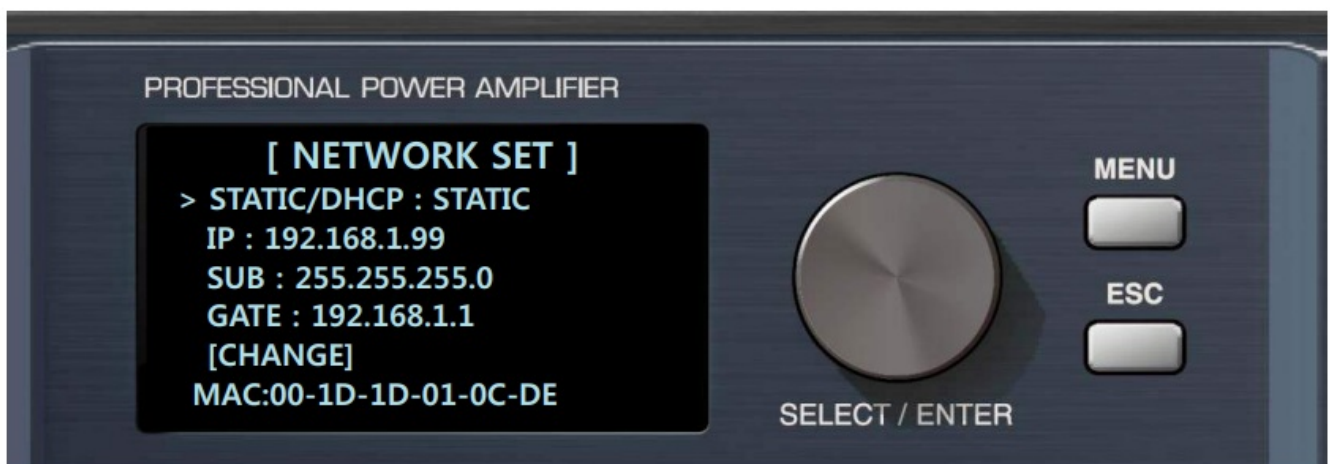 PROFESSIONAL POWER AMPLIFIER
[ NETWORK SET ]
> STATIC/DHCP : STATIC
IP : 192.168.1.99
SUB : 255.255.255.0
GATE : 192.168.1.1
[CHANGE]
MAC:00-1D-1D-01-0C-DE
SELECT / ENTER
MENU
ESC